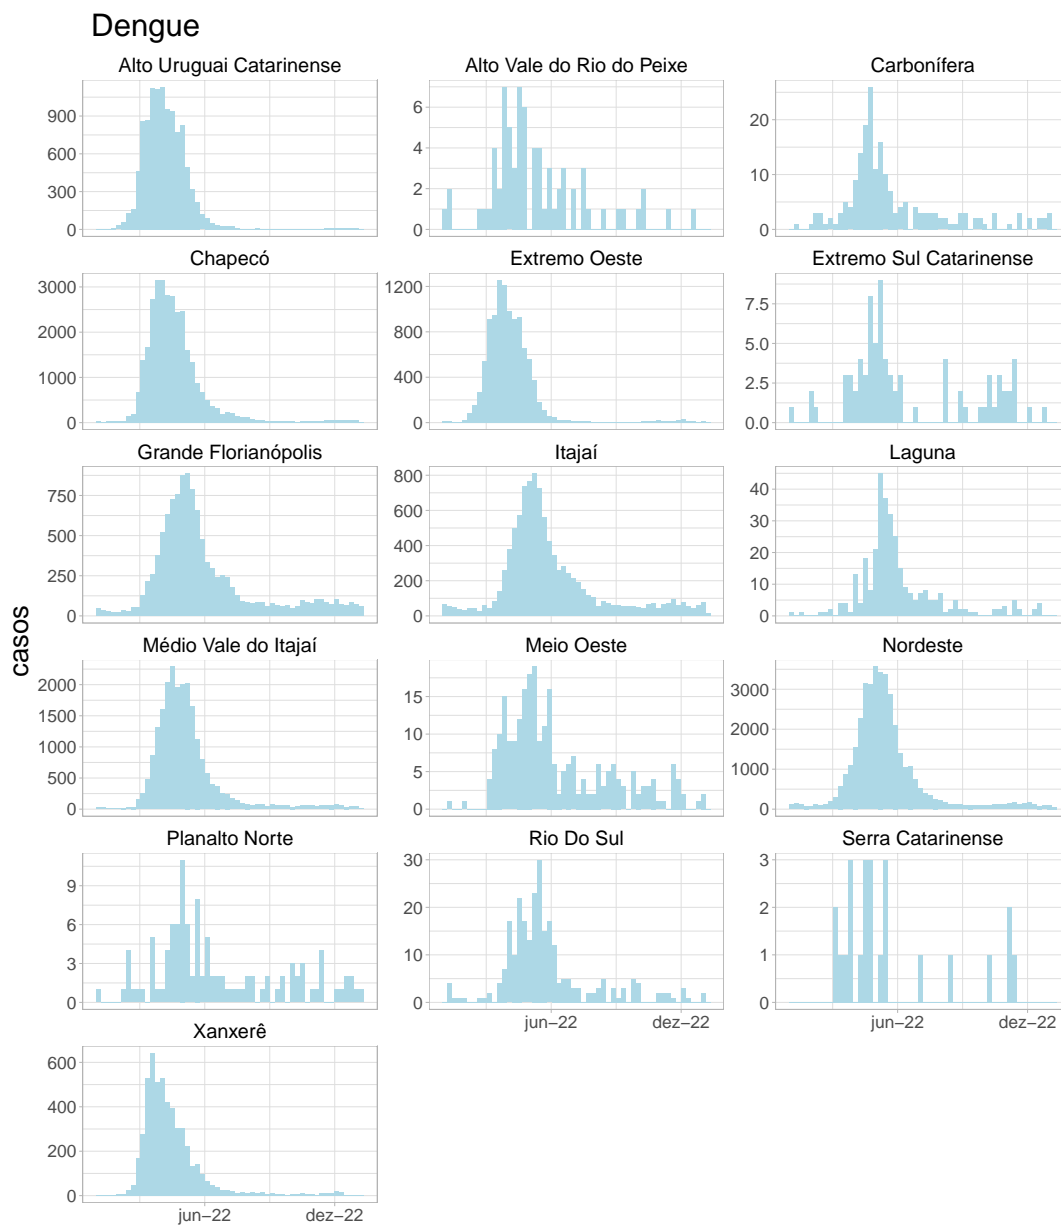 Dengue
Alto Uruguai Catarinense
Alto Vale do Rio do Peixe
Carbonífera
900
600
300
0
6
4
2
0
20
10
0
Chapecó
Extremo Oeste
Extremo Sul Catarinense
3000
2000
1000
0
1200
800
400
0
7.5
5.0
2.5
0.0
Grande Florianópolis
Itajaí
Laguna
750
500
250
0
800
600
400
200
0
40
30
20
10
0
casos
Médio Vale do Itajaí
Meio Oeste
Nordeste
2000
1500
1000
500
0
15
10
5
0
3000
2000
1000
0
Planalto Norte
Rio Do Sul
Serra Catarinense
9
6
3
0
30
20
10
0
3
2
1
0
jun–22
dez–22
jun–22
dez–22
Xanxerê
600
400
200
0
jun–22
dez–22